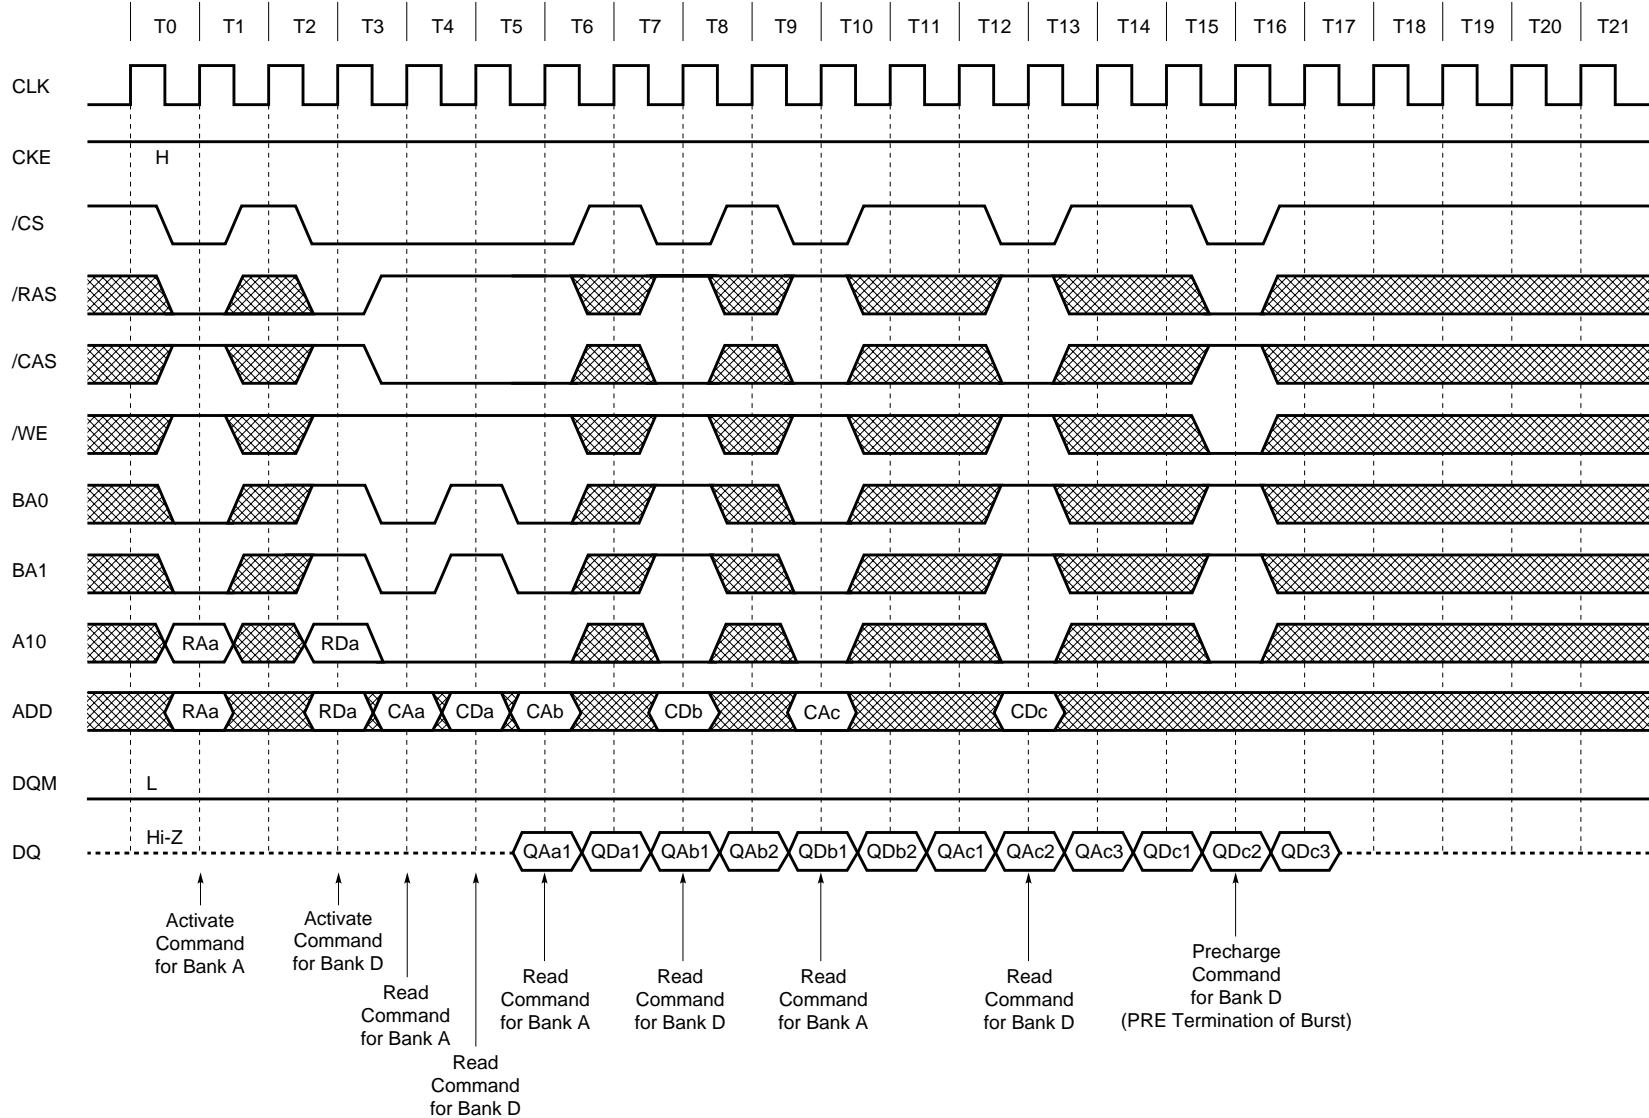 T0 T1 T2 T3 T4 T5 T6 T7 T8 T9 T10 T11 T12 T13 T14 T15 T16 T17 T18 T19 T20 T21
CLK
CKE H
/CS
/RAS
/CAS
/WE
BA0
BA1
A10 RAa RDa
ADD RAa RDa CAa CDa CAb CDb CAc CDc
DQM L
DQ Hi-Z QAa1 QDa1 QAb1 QAb2 QDb1 QDb2 QAc1 QAc2 QAc3 QDc1 QDc2 QDc3
Activate
Command
for Bank A
Activate
Command
for Bank D
Read
Command
for Bank A
Read
Command
for Bank D
Read
Command
for Bank A
Read
Command
for Bank D
Read
Command
for Bank A
Read
Command
for Bank D
Precharge
Command
for Bank D
(PRE Termination of Burst)